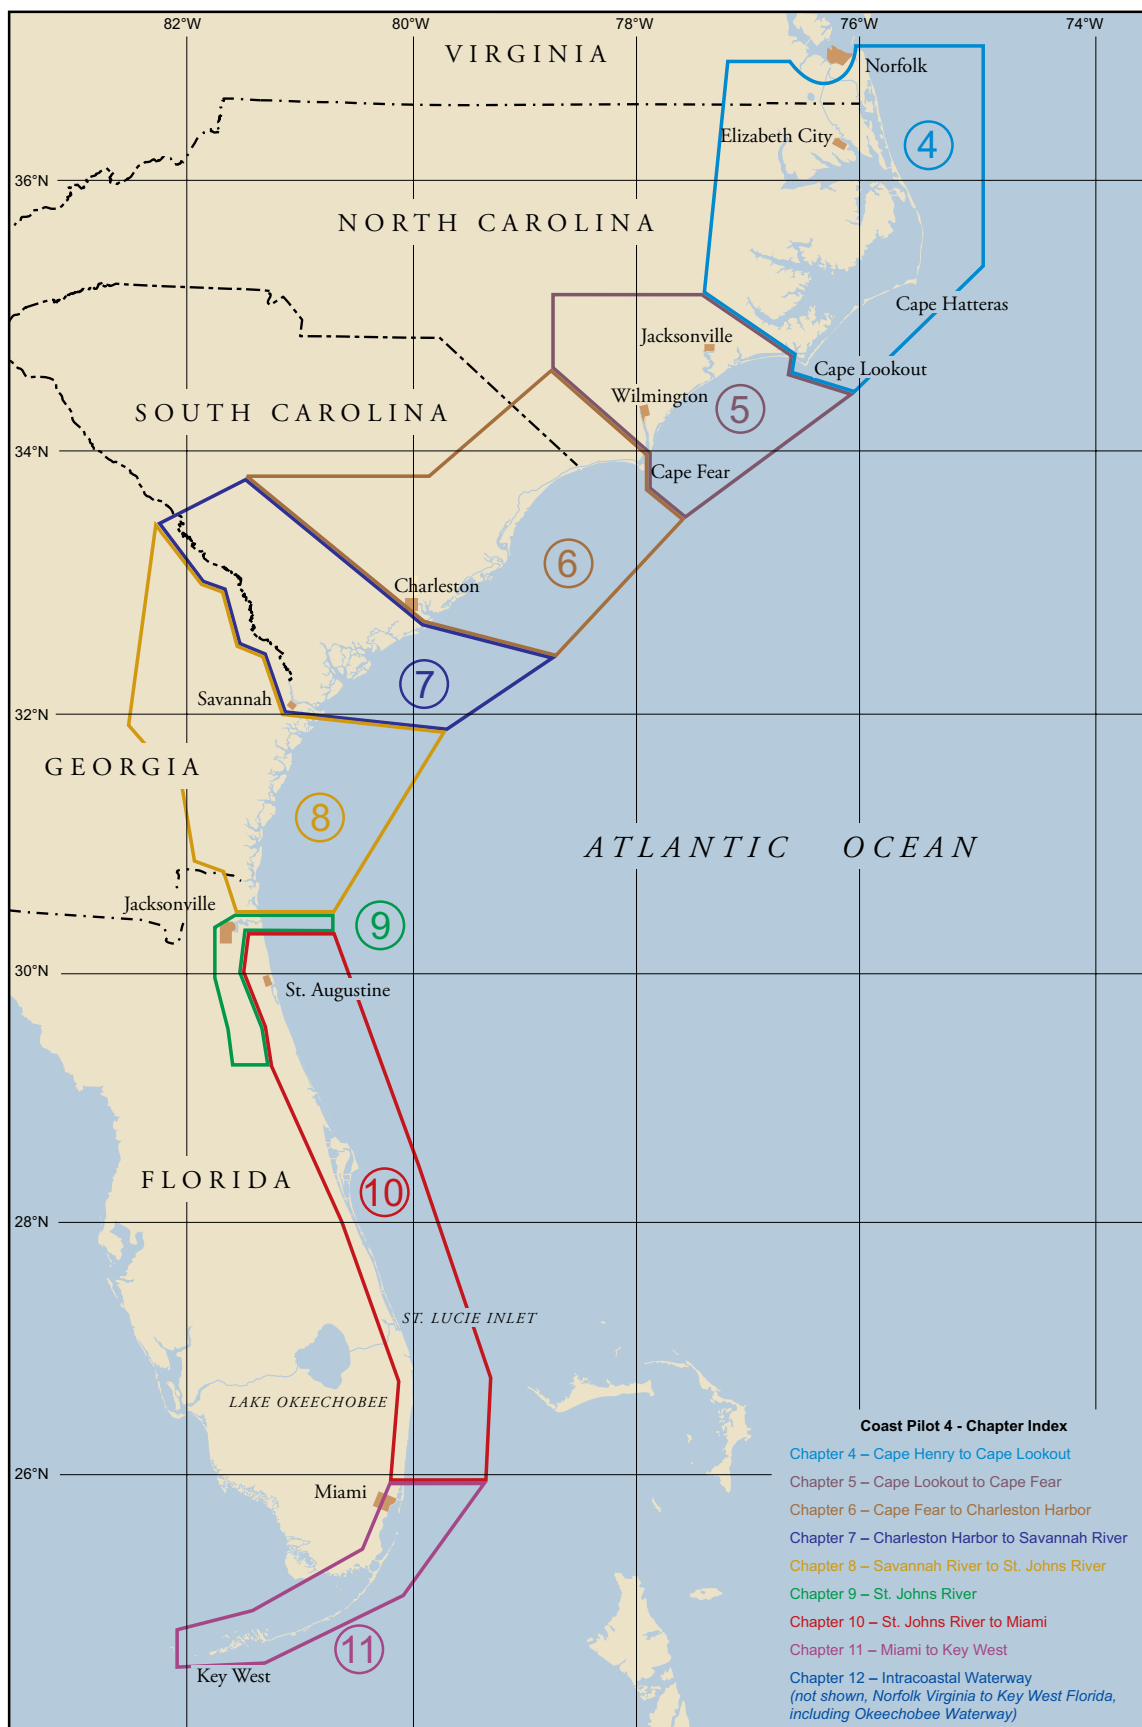 82°W 80°W 78°W 76°W 74°W
VIRGINIA
Norfolk
Elizabeth City
4
36°N
NORTH CAROLINA
Cape Hatteras
Jacksonville
Cape Lookout
Wilmington
5
SOUTH CAROLINA
34°N
Cape Fear
6
Charleston
7
Savannah
32°N
GEORGIA
8
ATLANTIC OCEAN
Jacksonville
9
30°N
St. Augustine
FLORIDA
10
28°N
ST. LUCIE INLET
LAKE OKEECHOBEE
26°N
Miami
11
Key West
Coast Pilot 4 - Chapter Index
Chapter 4 – Cape Henry to Cape Lookout
Chapter 5 – Cape Lookout to Cape Fear
Chapter 6 – Cape Fear to Charleston Harbor
Chapter 7 – Charleston Harbor to Savannah River
Chapter 8 – Savannah River to St. Johns River
Chapter 9 – St. Johns River
Chapter 10 – St. Johns River to Miami
Chapter 11 – Miami to Key West
Chapter 12 – Intracoastal Waterway
(not shown, Norfolk Virginia to Key West Florida,
including Okeechobee Waterway)